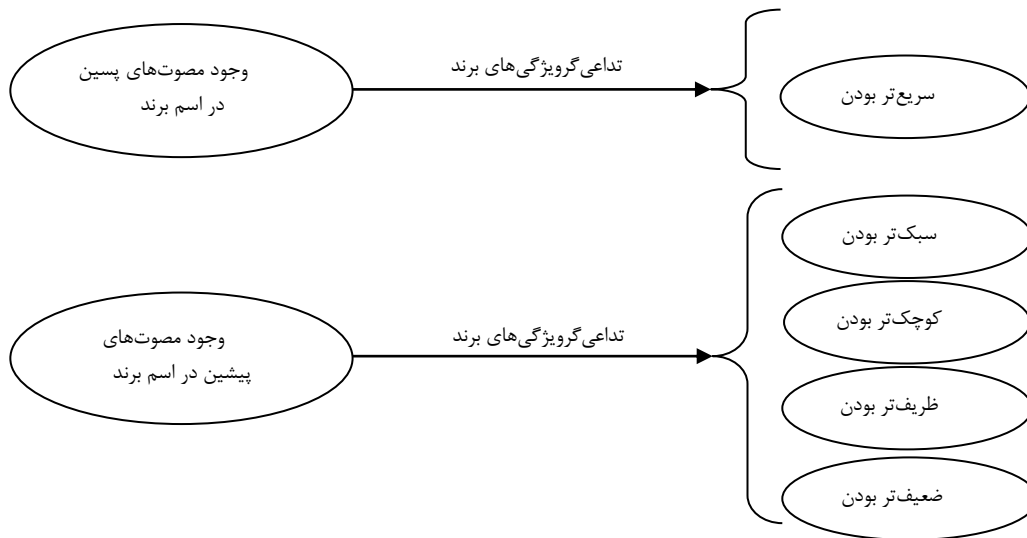 وجود مصوت‌های پسین
در اسم برند
تداعی‌گرویژگی‌های برند
سریع‌تر بودن
وجود مصوت‌های
پیشین در اسم برند
تداعی‌گرویژگی‌های برند
سبک‌تر بودن
کوچک‌تر بودن
ظریف‌تر بودن
ضعیف‌تر بودن